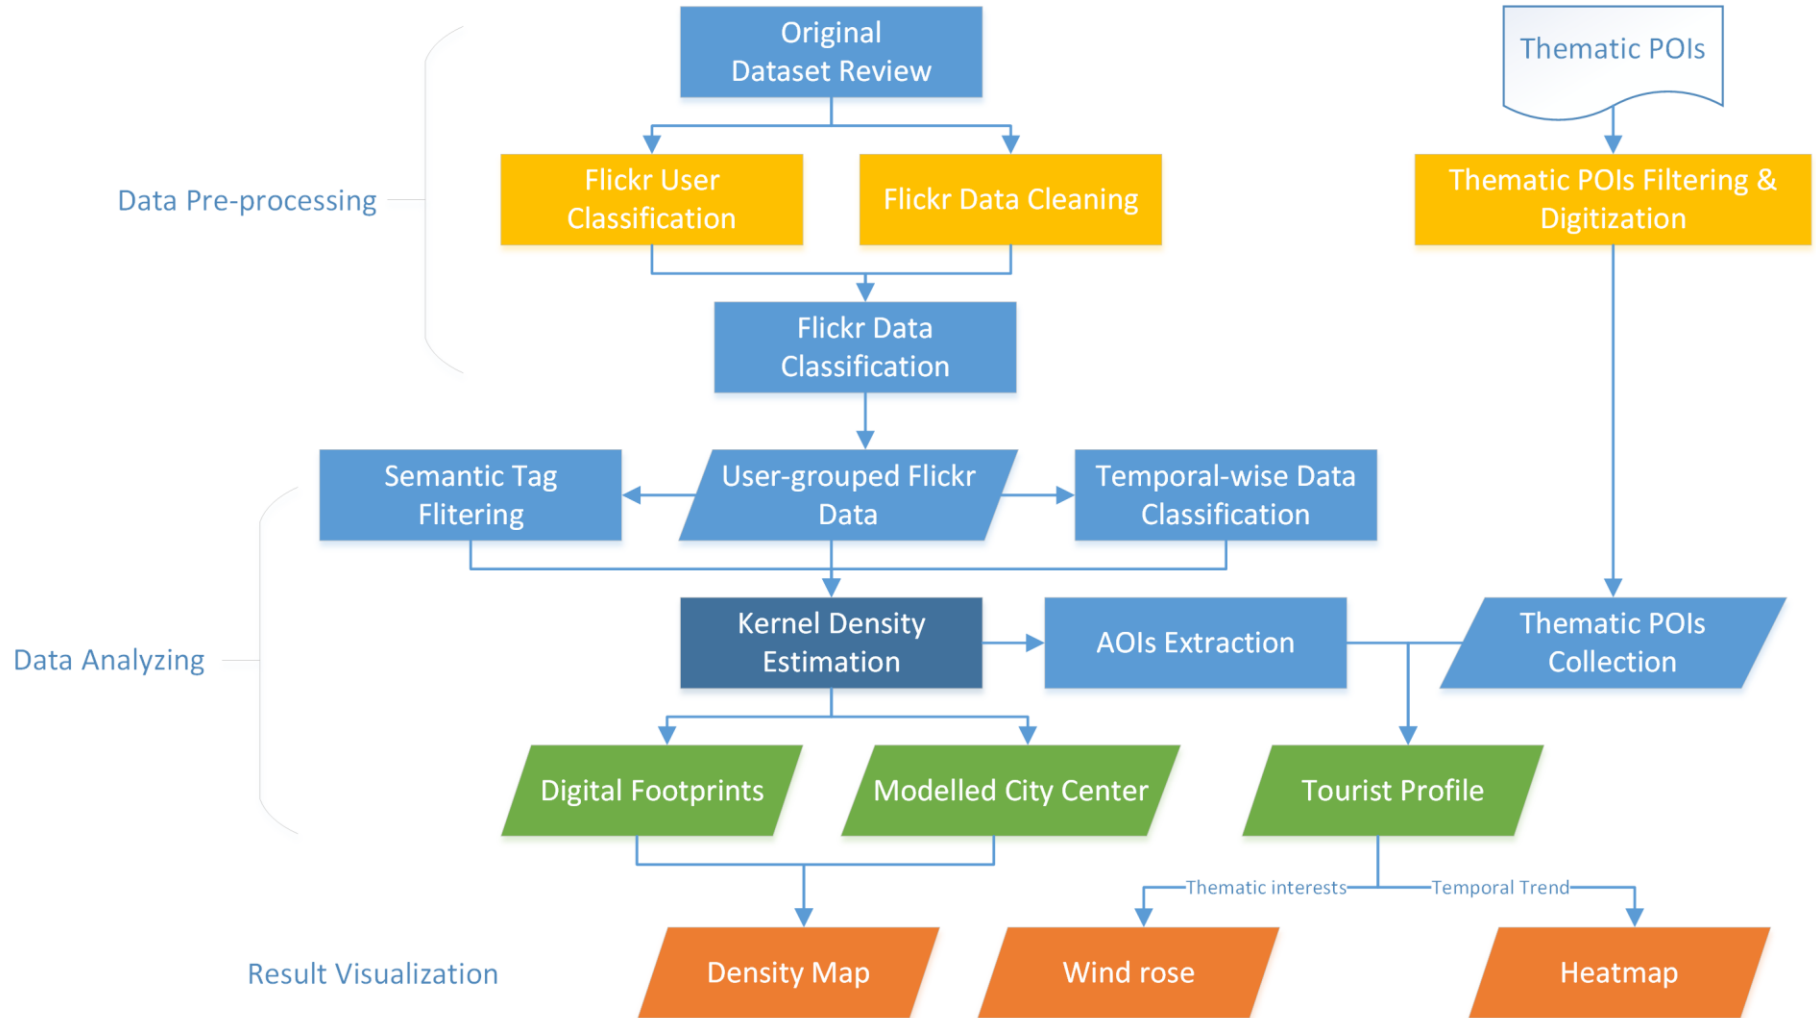 Original
Dataset Review
Thematic POIs
Data Pre-processing
Flickr User
Classification
Flickr Data Cleaning
Thematic POIs Filtering &
Digitization
Flickr Data
Classification
Semantic Tag
Flitering
User-grouped Flickr
Data
Temporal-wise Data
Classification
Data Analyzing
Kernel Density
Estimation
AOIs Extraction
Thematic POIs
Collection
Digital Footprints
Modelled City Center
Tourist Profile
Thematic interests
Temporal Trend
Result Visualization
Density Map
Wind rose
Heatmap